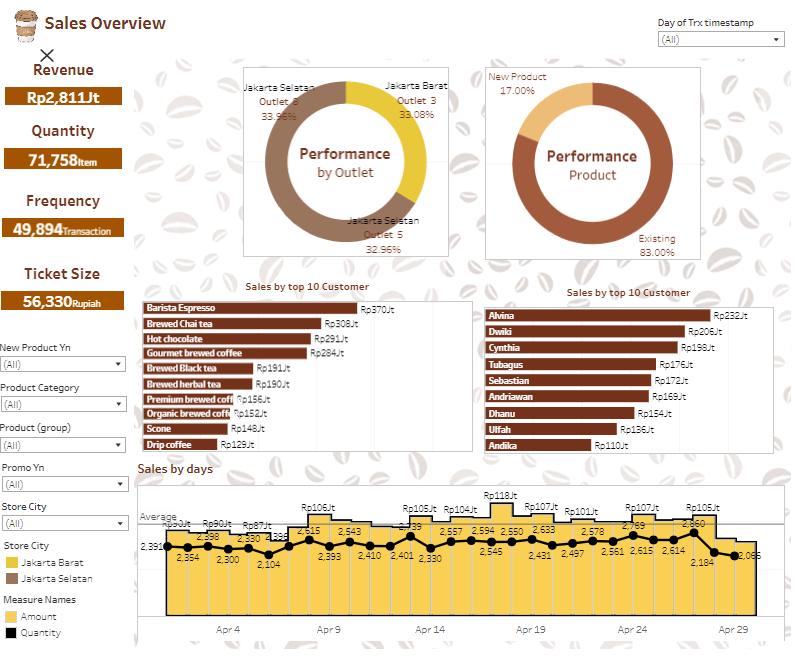 Sales Overview
Day of Trx timestamp
(All)
Revenue
Rp2,811Jt
Quantity
71,758Item
Frequency
49,894Transaction
Ticket Size
56,330Rupiah
New Product Yn
(All)
Product Category
(All)
Product (group)
(All)
Promo Yn
(All)
Store City
(All)
Store City
Jakarta Barat
Jakarta Selatan
Measure Names
Amount
Quantity
Jakarta Selatan
Outlet 8
33.96%
Jakarta Barat
Outlet 3
33.08%
Performance
by Outlet
Jakarta Selatan
Outlet 5
32.96%
New Product
17.00%
Performance
Product
Existing
83.00%
Sales by top 10 Customer
Barista Espresso Rp370Jt
Brewed Chai tea Rp308Jt
Hot chocolate Rp291Jt
Gourmet brewed coffee Rp284Jt
Brewed Black tea Rp191Jt
Brewed herbal tea Rp190Jt
Premium brewed coff Rp156Jt
Organic brewed coff Rp152Jt
Scone Rp148Jt
Drip coffee Rp129Jt
Sales by top 10 Customer
Alvina Rp232Jt
Dwiki Rp206Jt
Cynthia Rp198Jt
Tubagus Rp176Jt
Sebastian Rp172Jt
Andriawan Rp169Jt
Dhanu Rp154Jt
Ulfah Rp136Jt
Andika Rp110Jt
Sales by days
Average
Rp90Jt Rp90Jt Rp87Jt Rp106Jt Rp105Jt Rp104Jt Rp118Jt Rp107Jt Rp101Jt Rp107Jt Rp105Jt
2,391 2,354 2,398 2,300 2,330 2,104 2,396 2,615 2,393 2,543 2,410 2,401 2,739 2,330 2,557 2,594 2,545 2,550 2,431 2,633 2,497 2,578 2,561 2,769 2,615 2,614 2,860 2,184 2,066
Apr 4 Apr 9 Apr 14 Apr 19 Apr 24 Apr 29